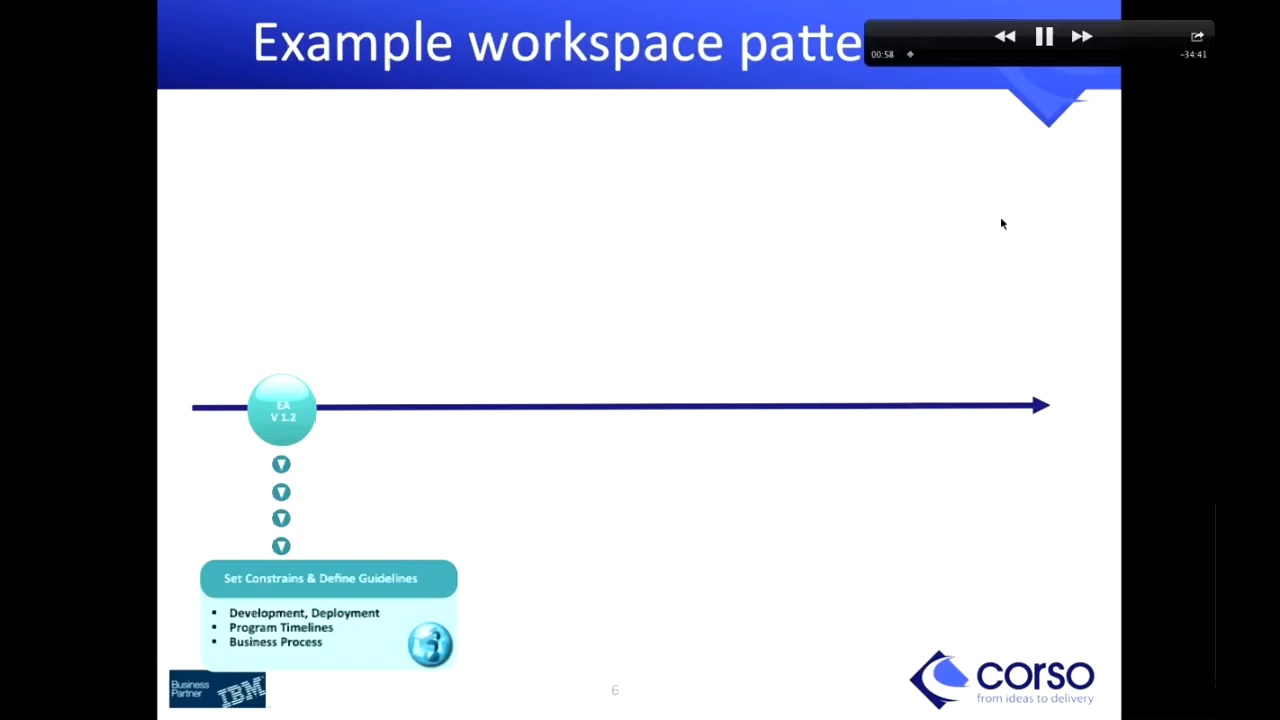 Example workspace patte
00:58
-34:41
EA
V 1.2
Set Constrains & Define Guidelines
▪ Development, Deployment
▪ Program Timelines
▪ Business Process
Business
Partner
IBM
6
corso
from ideas to delivery